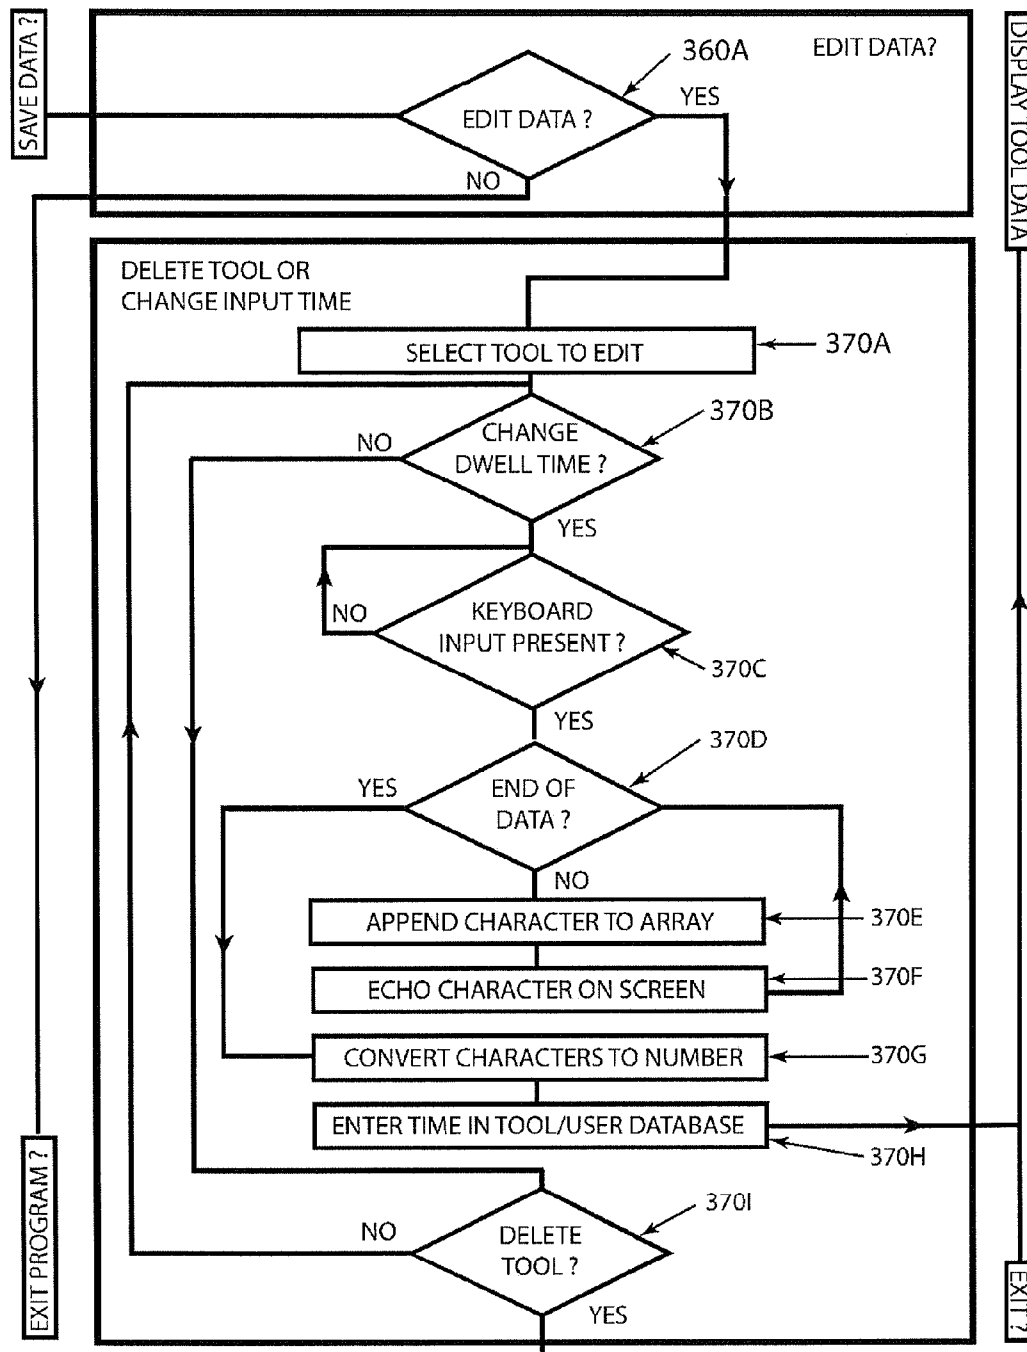 SAVE DATA ?
EDIT DATA?
360A
EDIT DATA ?
YES
NO
DISPLAY TOOL DATA
DELETE TOOL OR
CHANGE INPUT TIME
SELECT TOOL TO EDIT
370A
370B
CHANGE
DWELL TIME ?
NO
YES
KEYBOARD
INPUT PRESENT ?
NO
370C
YES
370D
END OF
DATA ?
YES
NO
APPEND CHARACTER TO ARRAY
370E
ECHO CHARACTER ON SCREEN
370F
CONVERT CHARACTERS TO NUMBER
370G
ENTER TIME IN TOOL/USER DATABASE
370H
370I
DELETE
TOOL ?
NO
YES
EXIT PROGRAM ?
EXIT ?